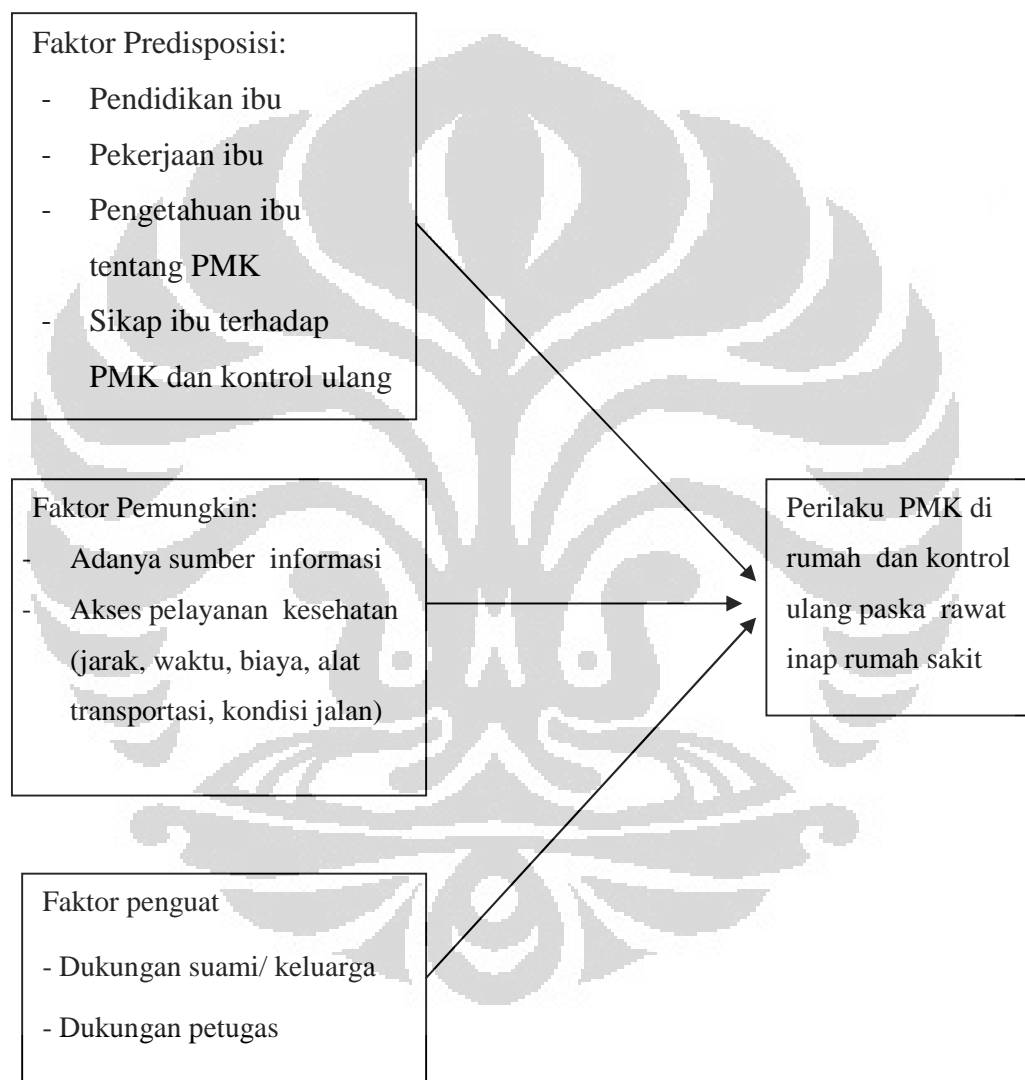 Faktor Predisposisi:
- Pendidikan ibu
- Pekerjaan ibu
- Pengetahuan ibu
tentang PMK
- Sikap ibu terhadap
PMK dan kontrol ulang
Faktor Pemungkin:
- Adanya sumber informasi
- Akses pelayanan kesehatan
(jarak, waktu, biaya, alat
transportasi, kondisi jalan)
Faktor penguat
- Dukungan suami/ keluarga
- Dukungan petugas
Perilaku PMK di
rumah dan kontrol
ulang paska rawat
inap rumah sakit